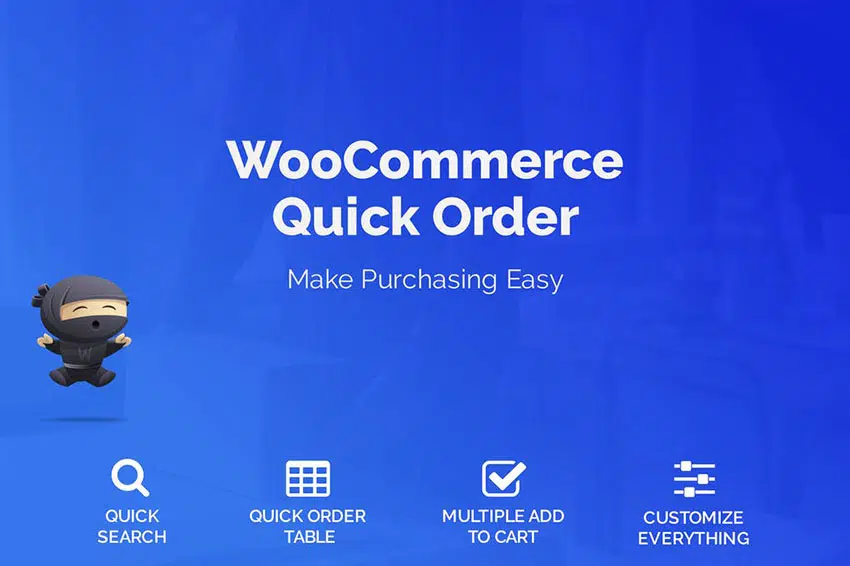 WooCommerce
Quick Order
Make Purchasing Easy
W
QUICK
SEARCH
QUICK ORDER
TABLE
MULTIPLE ADD
TO CART
CUSTOMIZE
EVERYTHING